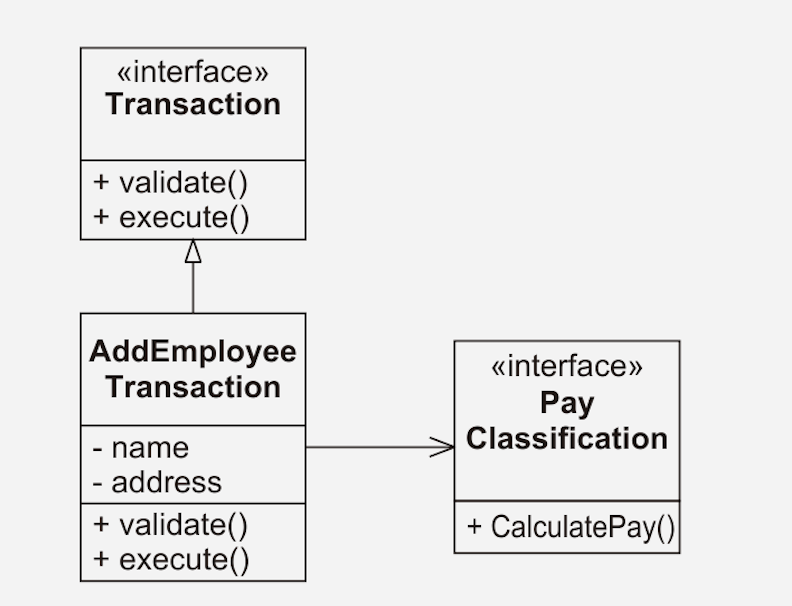 «interface»
Transaction
+ validate()
+ execute()
AddEmployee
Transaction
- name
- address
+ validate()
+ execute()
«interface»
Pay
Classification
+ CalculatePay()